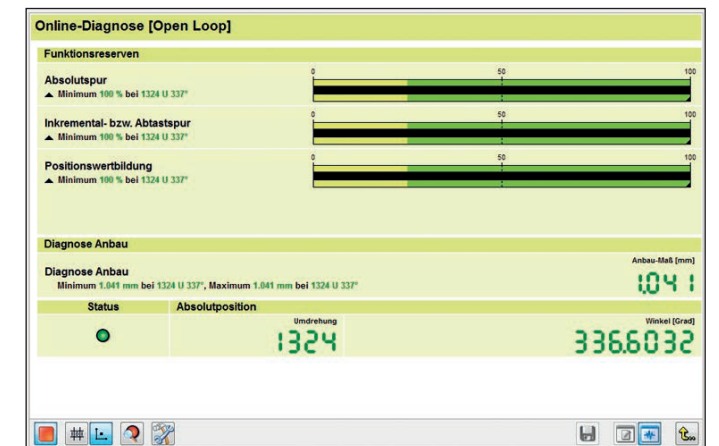 Online-Diagnose [Open Loop]
Funktionsreserven
Absolutspur
0 50 100
▲ Minimum 100 % bei 1324 U 337°
Inkremental- bzw. Abtastspur
0 50 100
▲ Minimum 100 % bei 1324 U 337°
Positionswertbildung
0 50 100
▲ Minimum 100 % bei 1324 U 337°
Diagnose Anbau
Anbau-Maß [mm]
Diagnose Anbau
1.041
Minimum 1.041 mm bei 1324 U 337°, Maximum 1.041 mm bei 1324 U 337°
Status Absolutposition
Umdrehung Winkel [Grad]
1324 336.6032